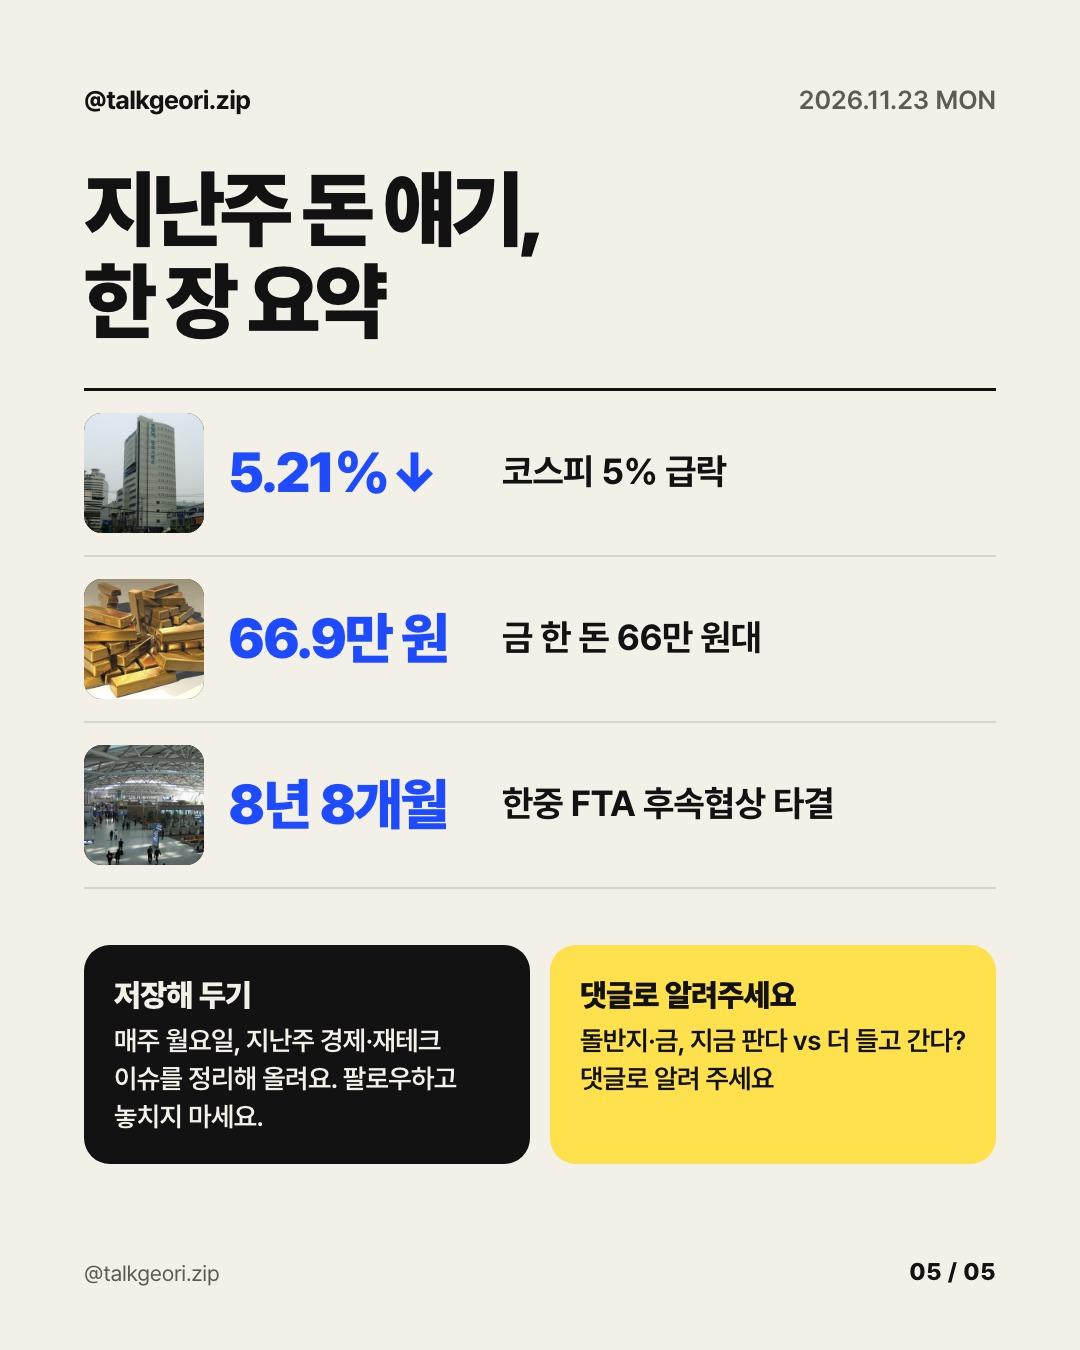 @talkgeori.zip
2026.11.23 MON
지난주 돈 얘기,
한 장 요약
5.21%↓
코스피 5% 급락
66.9만 원
금 한 돈 66만 원대
8년 8개월
한중 FTA 후속협상 타결
저장해 두기
매주 월요일, 지난주 경제·재테크
이슈를 정리해 올려요. 팔로우하고
놓치지 마세요.
댓글로 알려주세요
돌반지·금, 지금 판다 vs 더 들고 간다?
댓글로 알려 주세요
@talkgeori.zip
05 / 05